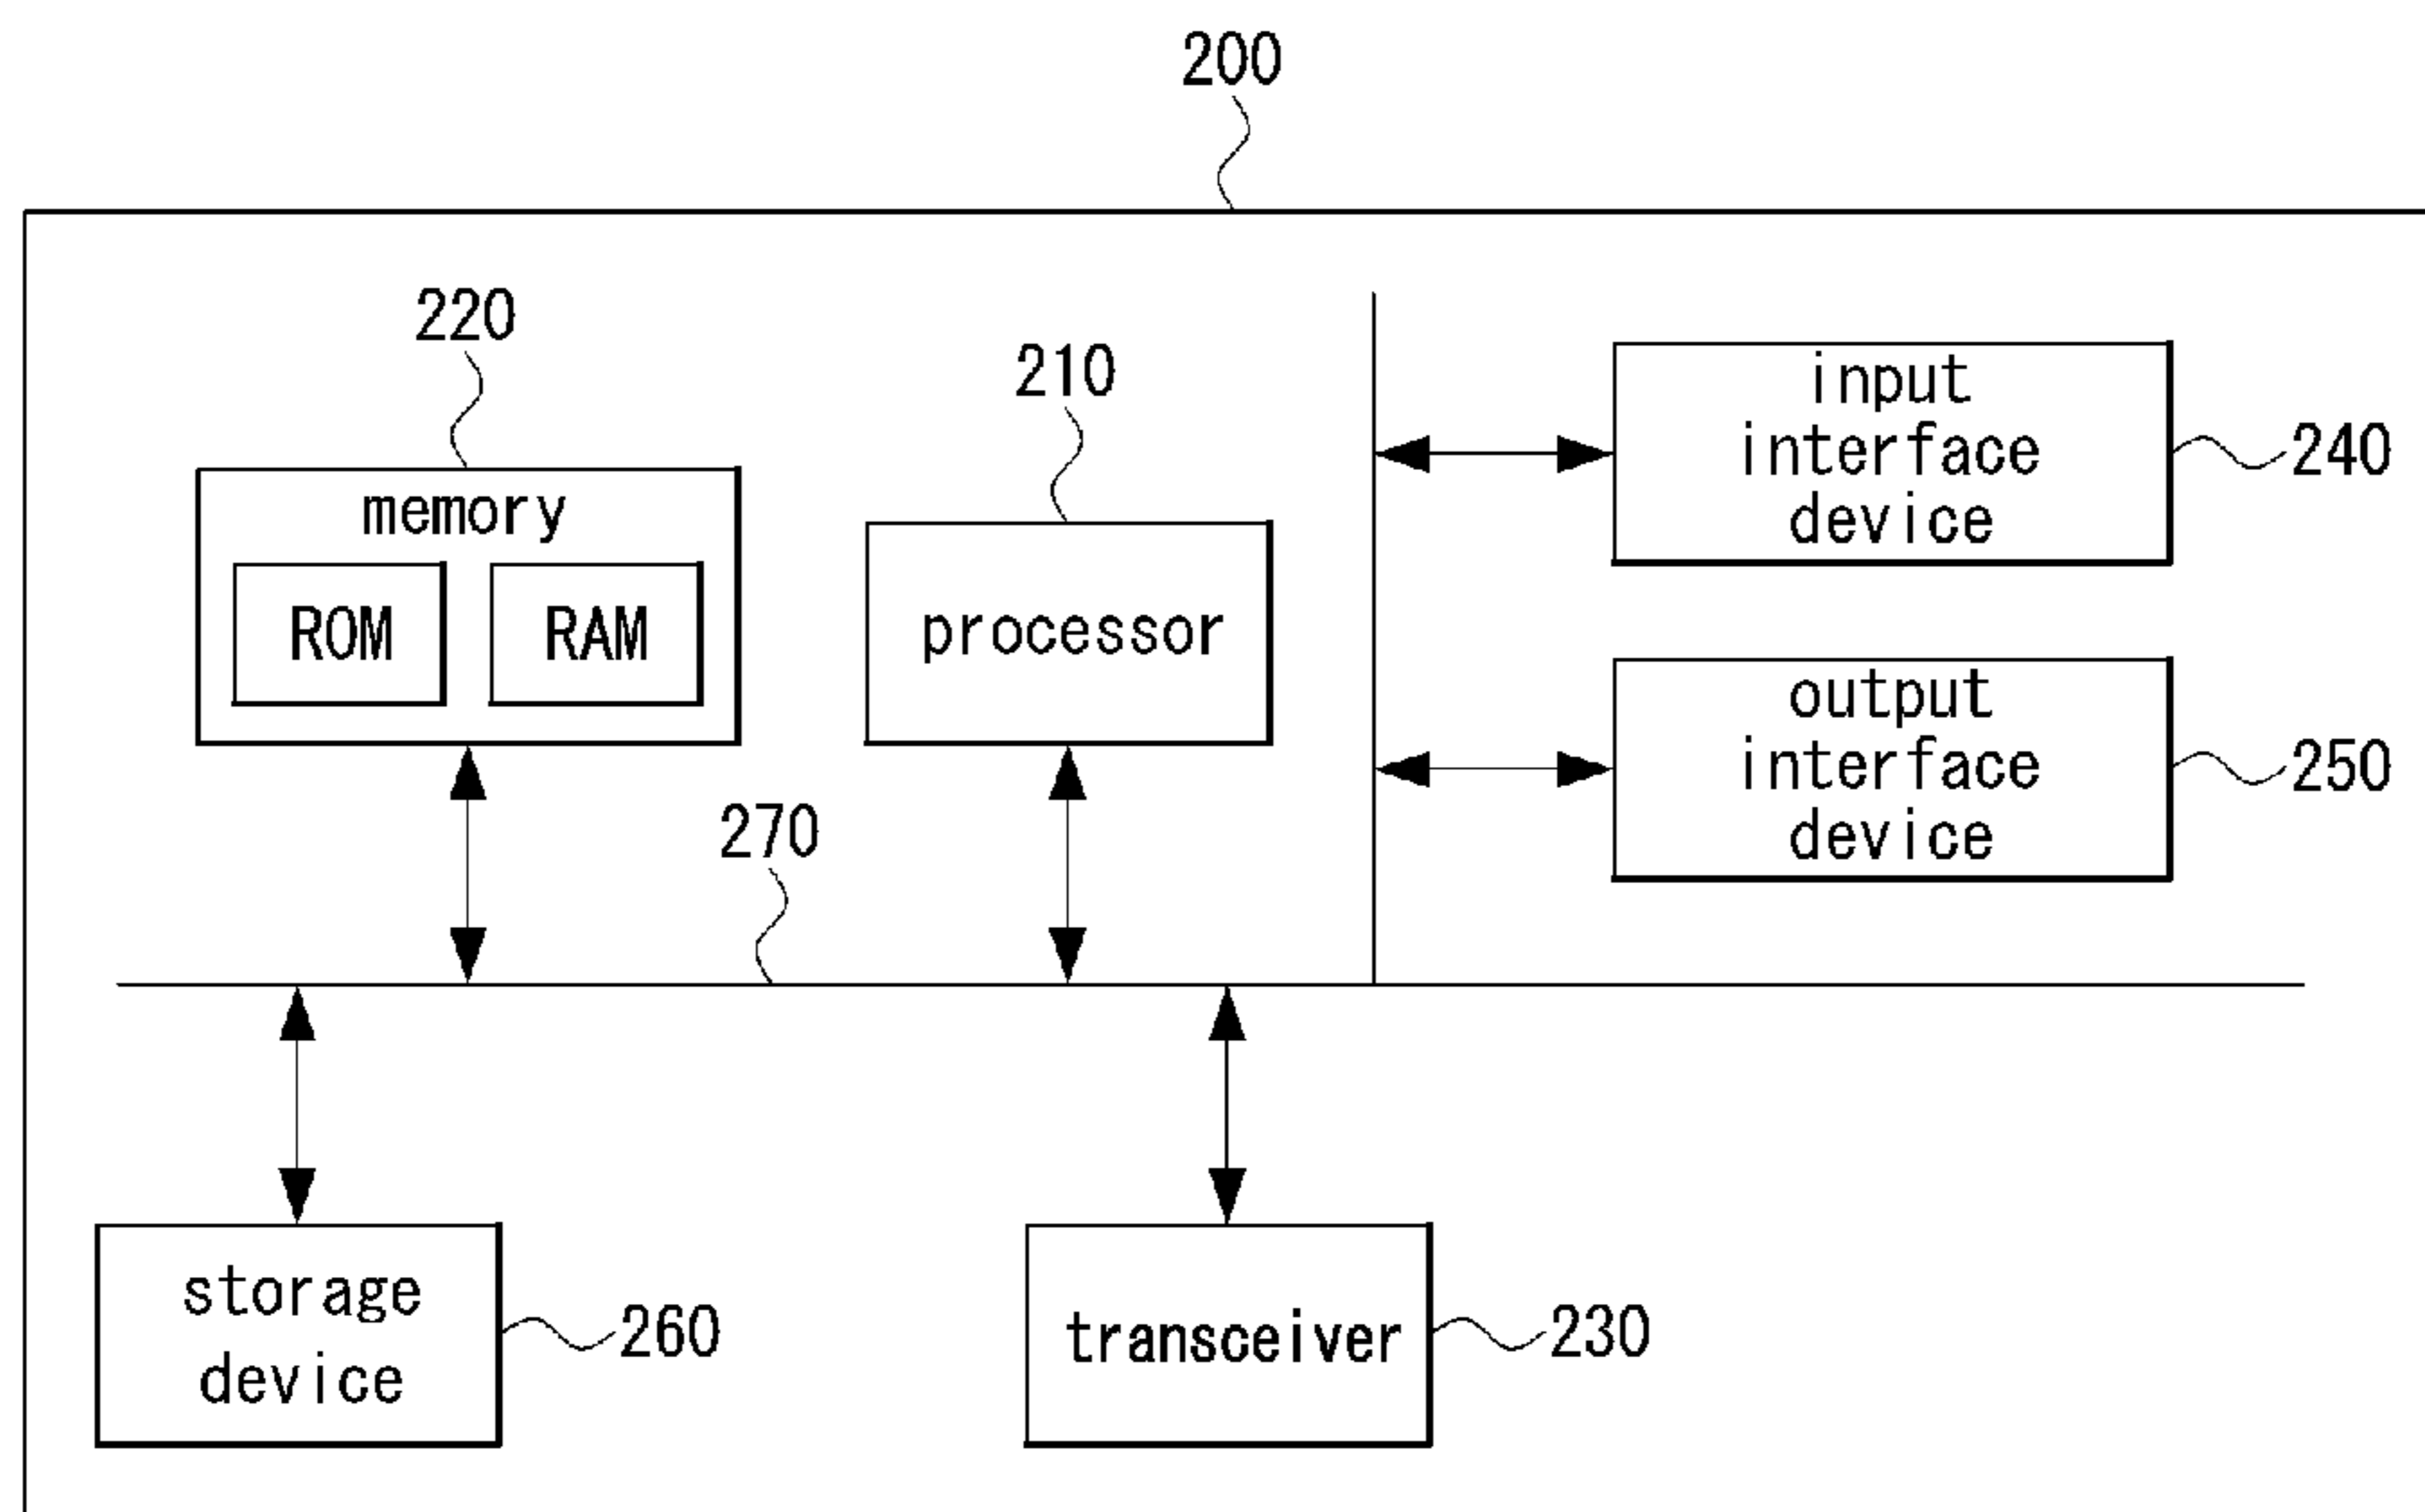 200
220
210
memory
ROM
RAM
processor
input
interface
device
240
output
interface
device
250
270
storage
device
260
transceiver
230